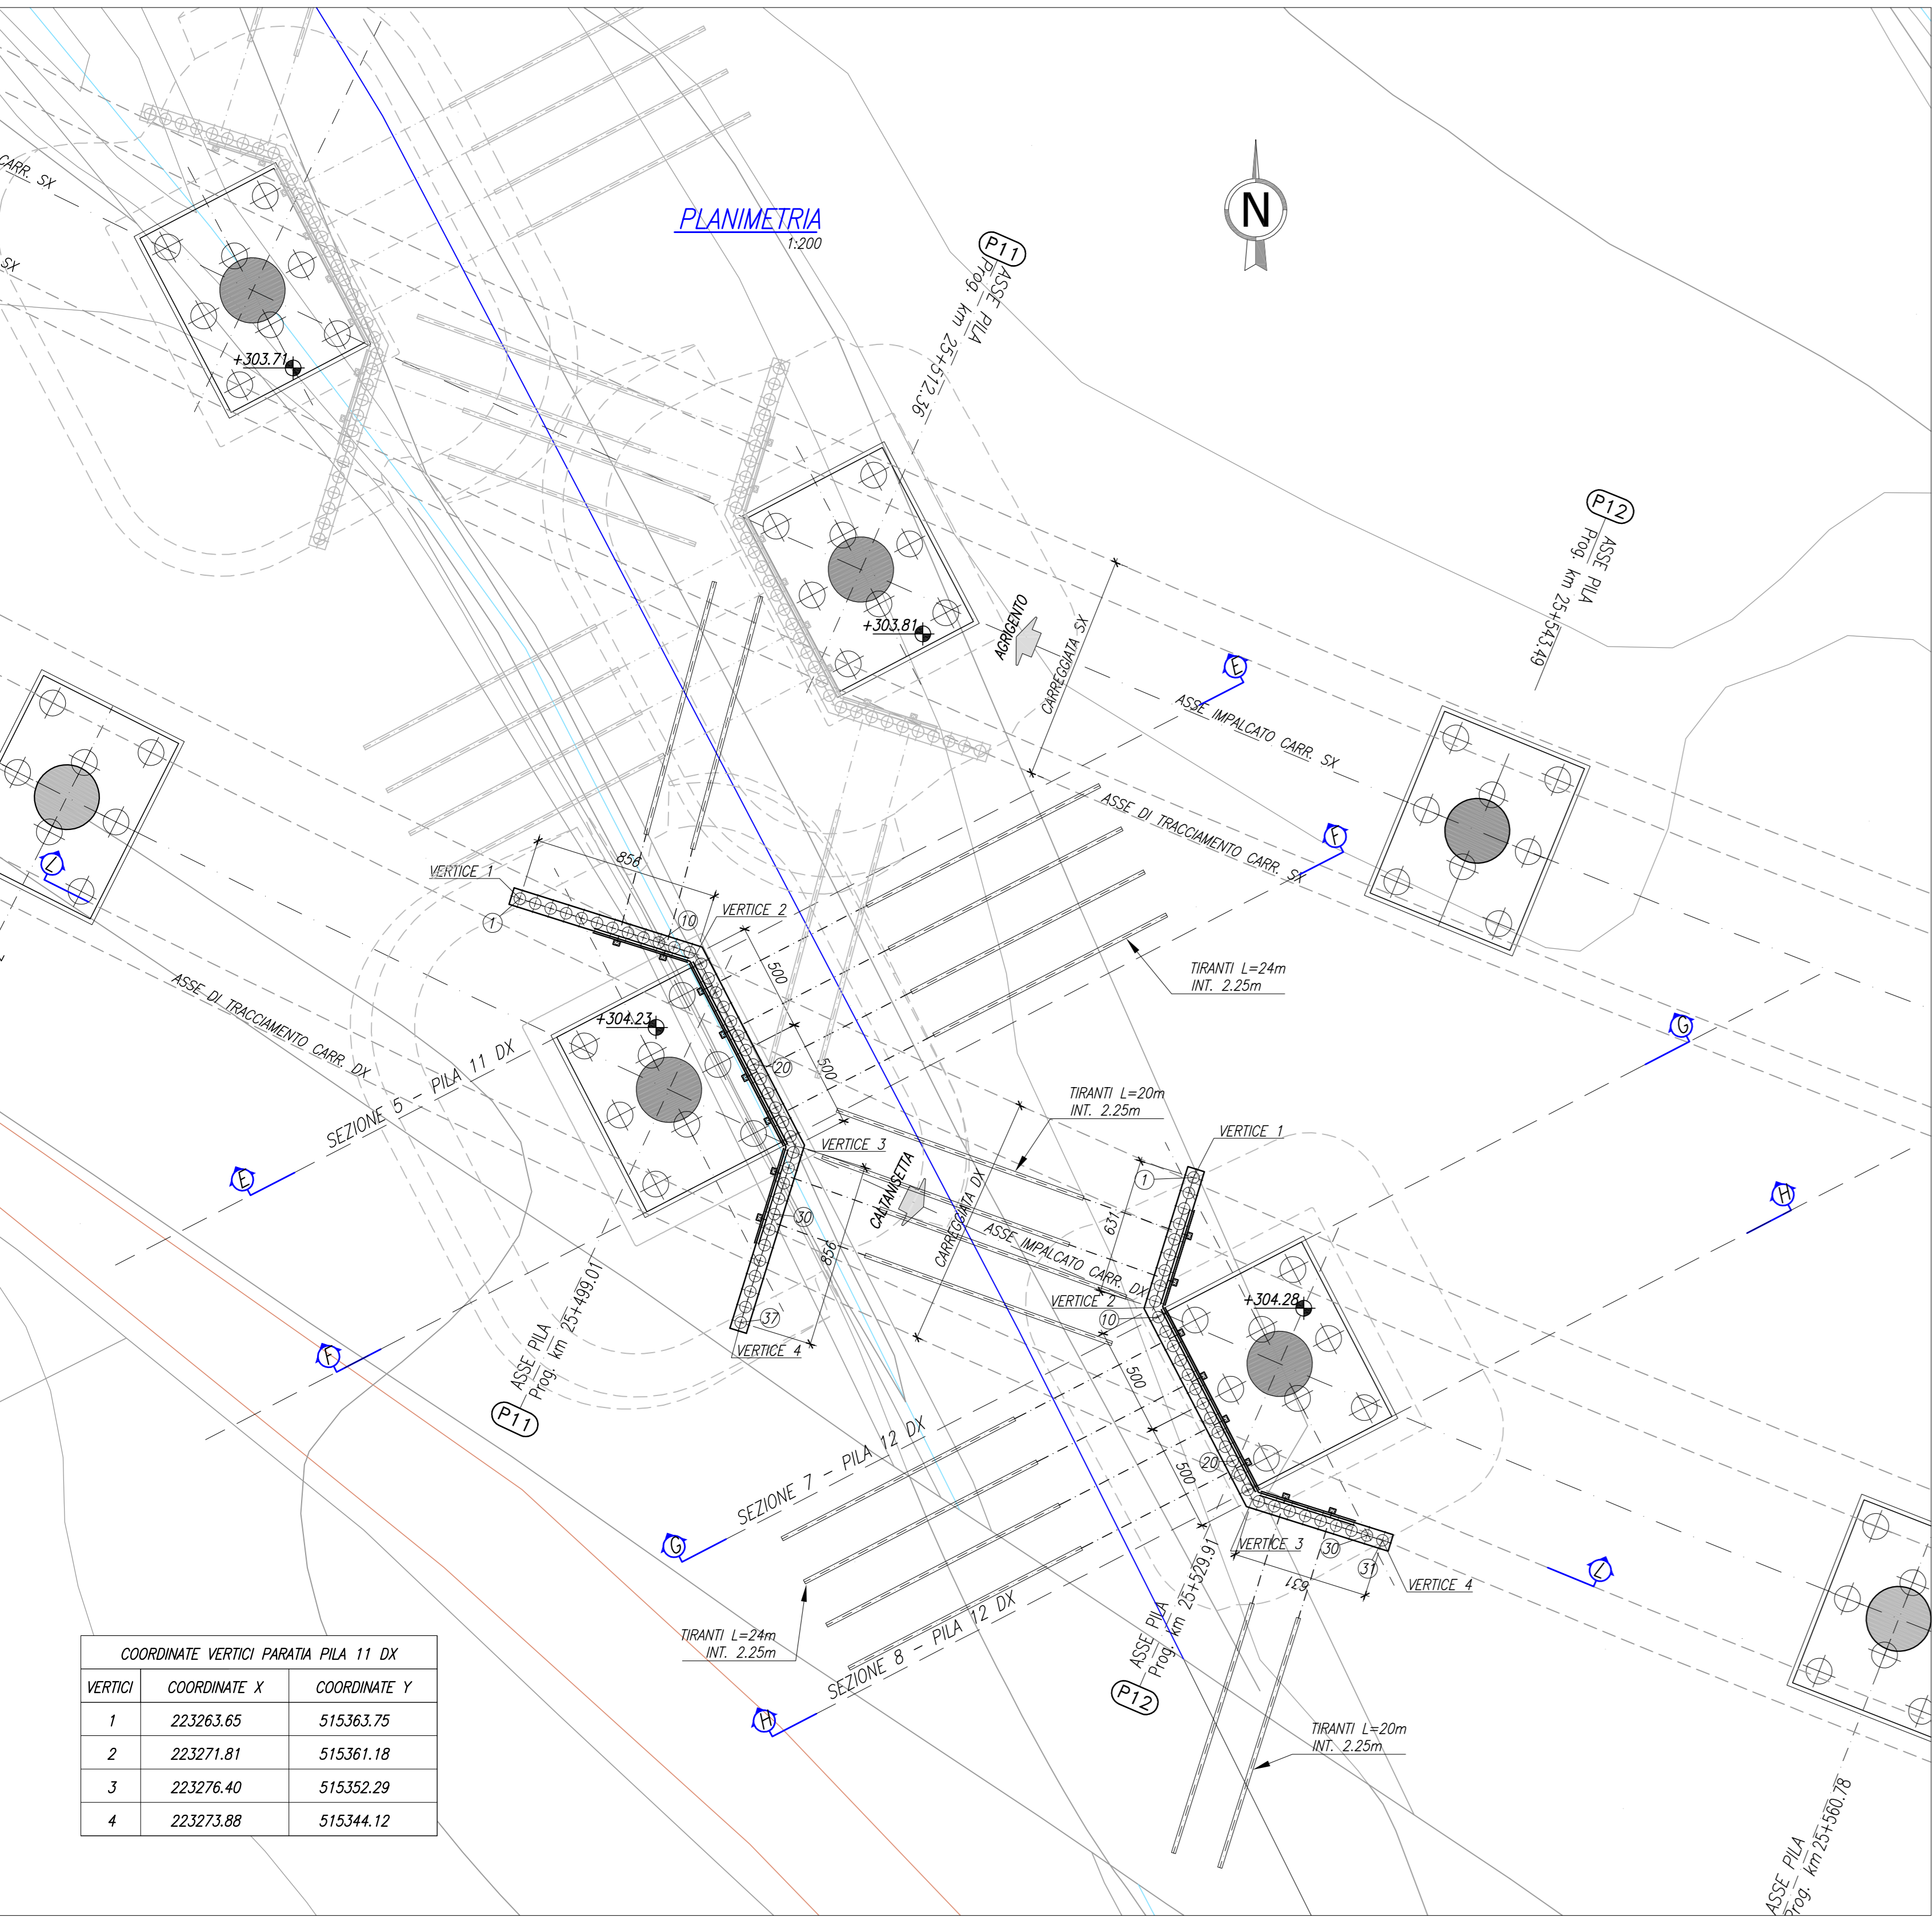 PLANIMETRIA
1:200
N
CARR. SX
SX
P11
ASSE PILA
Prog. km 25+512.36
P12
ASSE PILA
Prog. km 25+543.49
+303.71
+303.81
AGRIGENTO
CARREGGIATA SX
E
ASSE IMPALCATO CARR. SX
F
ASSE DI TRACCIAMENTO CARR. SX
L
VERTICE 1
856
1
10
VERTICE 2
500
TIRANTI L=24m
INT. 2.25m
+304.23
ASSE DI TRACCIAMENTO CARR. DX
SEZIONE 5 - PILA 11 DX
20
500
G
TIRANTI L=20m
INT. 2.25m
VERTICE 3
VERTICE 1
E
CALTANISETTA
CARREGGIATA DX
1
631
H
30
856
ASSE IMPALCATO CARR. DX
VERTICE 2
10
+304.28
37
VERTICE 4
F
ASSE PILA
Prog. km 25+499.01
P11
500
SEZIONE 7 - PILA 12 DX
20
500
G
VERTICE 3
30
31
VERTICE 4
631
L
TIRANTI L=24m
INT. 2.25m
SEZIONE 8 - PILA 12 DX
ASSE PILA
Prog. km 25+529.91
P12
H
TIRANTI L=20m
INT. 2.25m
ASSE PILA
Prog. km 25+560.78
COORDINATE VERTICI PARATIA PILA 11 DX
VERTICI COORDINATE X COORDINATE Y
1 223263.65 515363.75
2 223271.81 515361.18
3 223276.40 515352.29
4 223273.88 515344.12